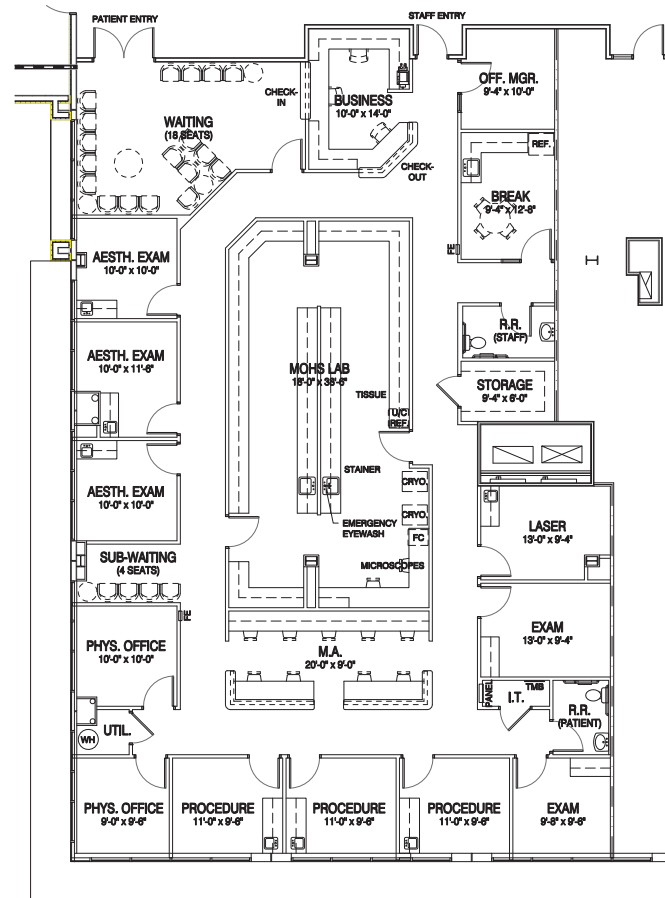 PATIENT ENTRY
STAFF ENTRY
CHECK-
IN
BUSINESS
10'-0" x 14'-0"
OFF. MGR.
9'-4" x 10'-0"
WAITING
(18 SEATS)
CHECK-
OUT
REF.
BREAK
9'-4" x 12'-8"
FE
AESTH. EXAM
10'-0" x 10'-0"
R.R.
(STAFF)
AESTH. EXAM
10'-0" x 11'-6"
MOHS LAB
18'-0" x 38'-6"
STORAGE
9'-4" x 6'-0"
TISSUE
(U/C)
(REF.)
AESTH. EXAM
10'-0" x 10'-0"
STAINER
CRYO.
CRYO.
EMERGENCY
EYEWASH
FC
LASER
13'-0" x 9'-4"
SUB-WAITING
(4 SEATS)
MICROSCOPES
FE
EXAM
13'-0" x 9'-4"
PHYS. OFFICE
10'-0" x 10'-0"
M.A.
20'-0" x 9'-0"
PANEL
TMB
I.T.
R.R.
(PATIENT)
UTIL.
WH
PHYS. OFFICE
9'-0" x 9'-6"
PROCEDURE
11'-0" x 9'-6"
PROCEDURE
11'-0" x 9'-6"
PROCEDURE
11'-0" x 9'-6"
EXAM
9'-8" x 9'-6"